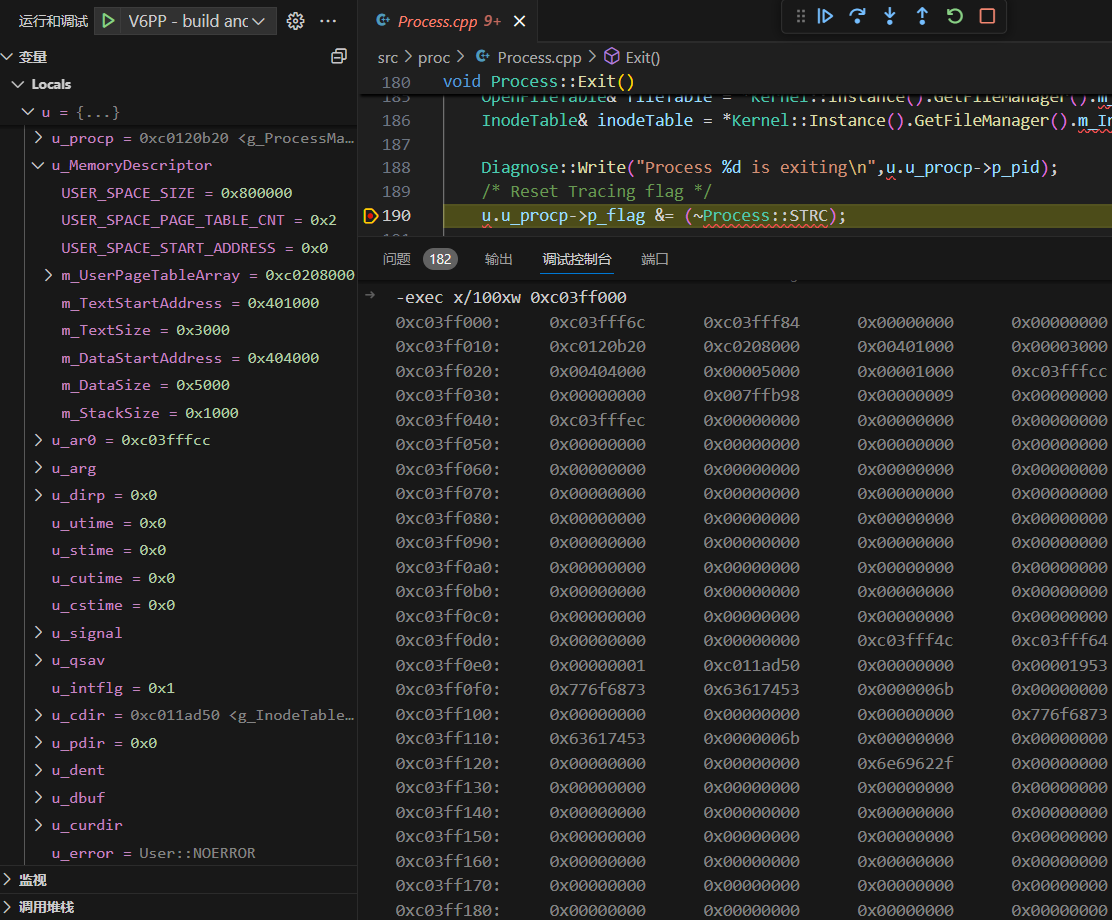 运行和调试 V6PP - build anc
变量
Locals
u = {...}
u_procp = 0xc0120b20 <g_ProcessMa…
u_MemoryDescriptor
USER_SPACE_SIZE = 0x800000
USER_SPACE_PAGE_TABLE_CNT = 0x2
USER_SPACE_START_ADDRESS = 0x0
m_UserPageTableArray = 0xc0208000
m_TextStartAddress = 0x401000
m_TextSize = 0x3000
m_DataStartAddress = 0x404000
m_DataSize = 0x5000
m_StackSize = 0x1000
u_ar0 = 0xc03fffcc
u_arg
u_dirp = 0x0
u_utime = 0x0
u_stime = 0x0
u_cutime = 0x0
u_cstime = 0x0
u_signal
u_qsav
u_intflg = 0x1
u_cdir = 0xc011ad50 <g_InodeTable…
u_pdir = 0x0
u_dent
u_dbuf
u_curdir
u_error = User::NOERROR
监视
调用堆栈
Process.cpp 9+
src > proc > Process.cpp > Exit()
180 void Process::Exit()
185 OpenFileTable& fileTable = *Kernel::Instance().GetFileManager().m_
186 InodeTable& inodeTable = *Kernel::Instance().GetFileManager().m_In
187
188 Diagnose::Write("Process %d is exiting\n",u.u_procp->p_pid);
189 /* Reset Tracing flag */
190 u.u_procp->p_flag &= (~Process::STRC);
问题 182 输出 调试控制台 端口
-exec x/100xw 0xc03ff000
0xc03ff000: 0xc03fff6c 0xc03fff84 0x00000000 0x00000000
0xc03ff010: 0xc0120b20 0xc0208000 0x00401000 0x00003000
0xc03ff020: 0x00404000 0x00005000 0x00001000 0xc03fffcc
0xc03ff030: 0x00000000 0x007ffb98 0x00000009 0x00000000
0xc03ff040: 0xc03fffec 0x00000000 0x00000000 0x00000000
0xc03ff050: 0x00000000 0x00000000 0x00000000 0x00000000
0xc03ff060: 0x00000000 0x00000000 0x00000000 0x00000000
0xc03ff070: 0x00000000 0x00000000 0x00000000 0x00000000
0xc03ff080: 0x00000000 0x00000000 0x00000000 0x00000000
0xc03ff090: 0x00000000 0x00000000 0x00000000 0x00000000
0xc03ff0a0: 0x00000000 0x00000000 0x00000000 0x00000000
0xc03ff0b0: 0x00000000 0x00000000 0x00000000 0x00000000
0xc03ff0c0: 0x00000000 0x00000000 0x00000000 0x00000000
0xc03ff0d0: 0x00000000 0x00000000 0xc03fff4c 0xc03fff64
0xc03ff0e0: 0x00000001 0xc011ad50 0x00000000 0x00001953
0xc03ff0f0: 0x776f6873 0x63617453 0x0000006b 0x00000000
0xc03ff100: 0x00000000 0x00000000 0x00000000 0x776f6873
0xc03ff110: 0x63617453 0x0000006b 0x00000000 0x00000000
0xc03ff120: 0x00000000 0x00000000 0x6e69622f 0x00000000
0xc03ff130: 0x00000000 0x00000000 0x00000000 0x00000000
0xc03ff140: 0x00000000 0x00000000 0x00000000 0x00000000
0xc03ff150: 0x00000000 0x00000000 0x00000000 0x00000000
0xc03ff160: 0x00000000 0x00000000 0x00000000 0x00000000
0xc03ff170: 0x00000000 0x00000000 0x00000000 0x00000000
0xc03ff180: 0x00000000 0x00000000 0x00000000 0x00000000